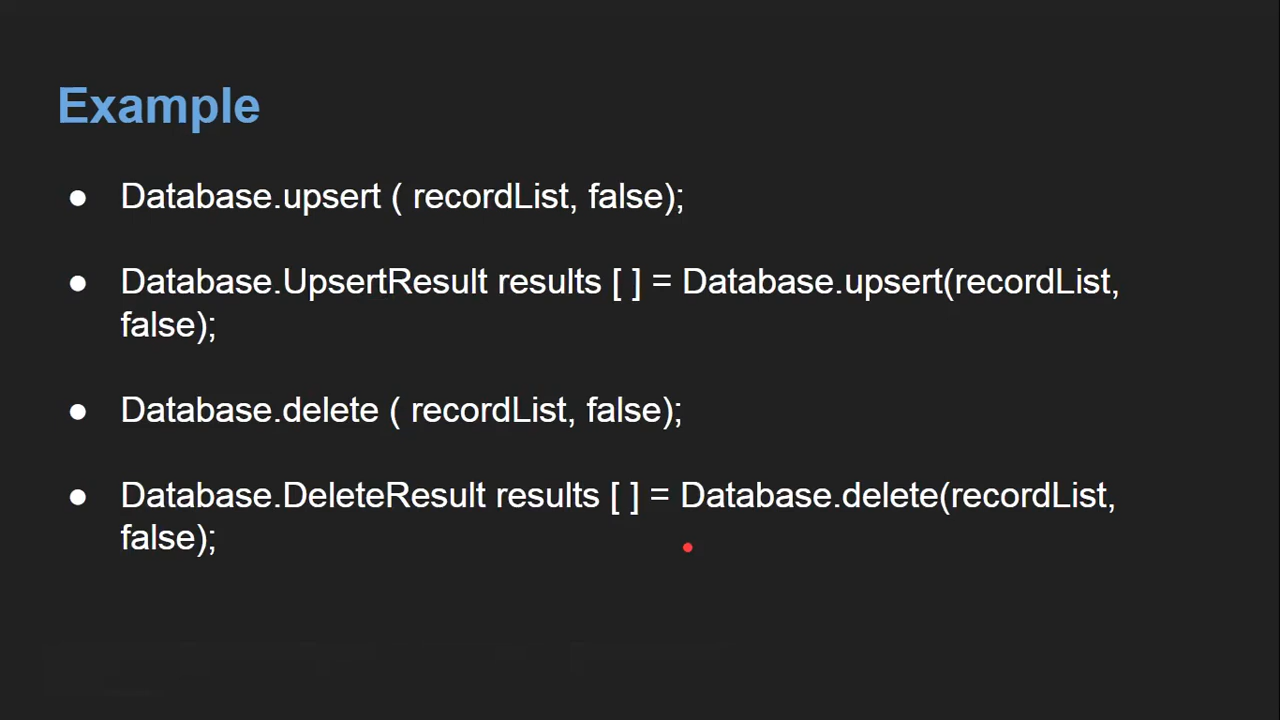 Example
● Database.upsert ( recordList, false);
● Database.UpsertResult results [ ] = Database.upsert(recordList,
false);
● Database.delete ( recordList, false);
● Database.DeleteResult results [ ] = Database.delete(recordList,
false);